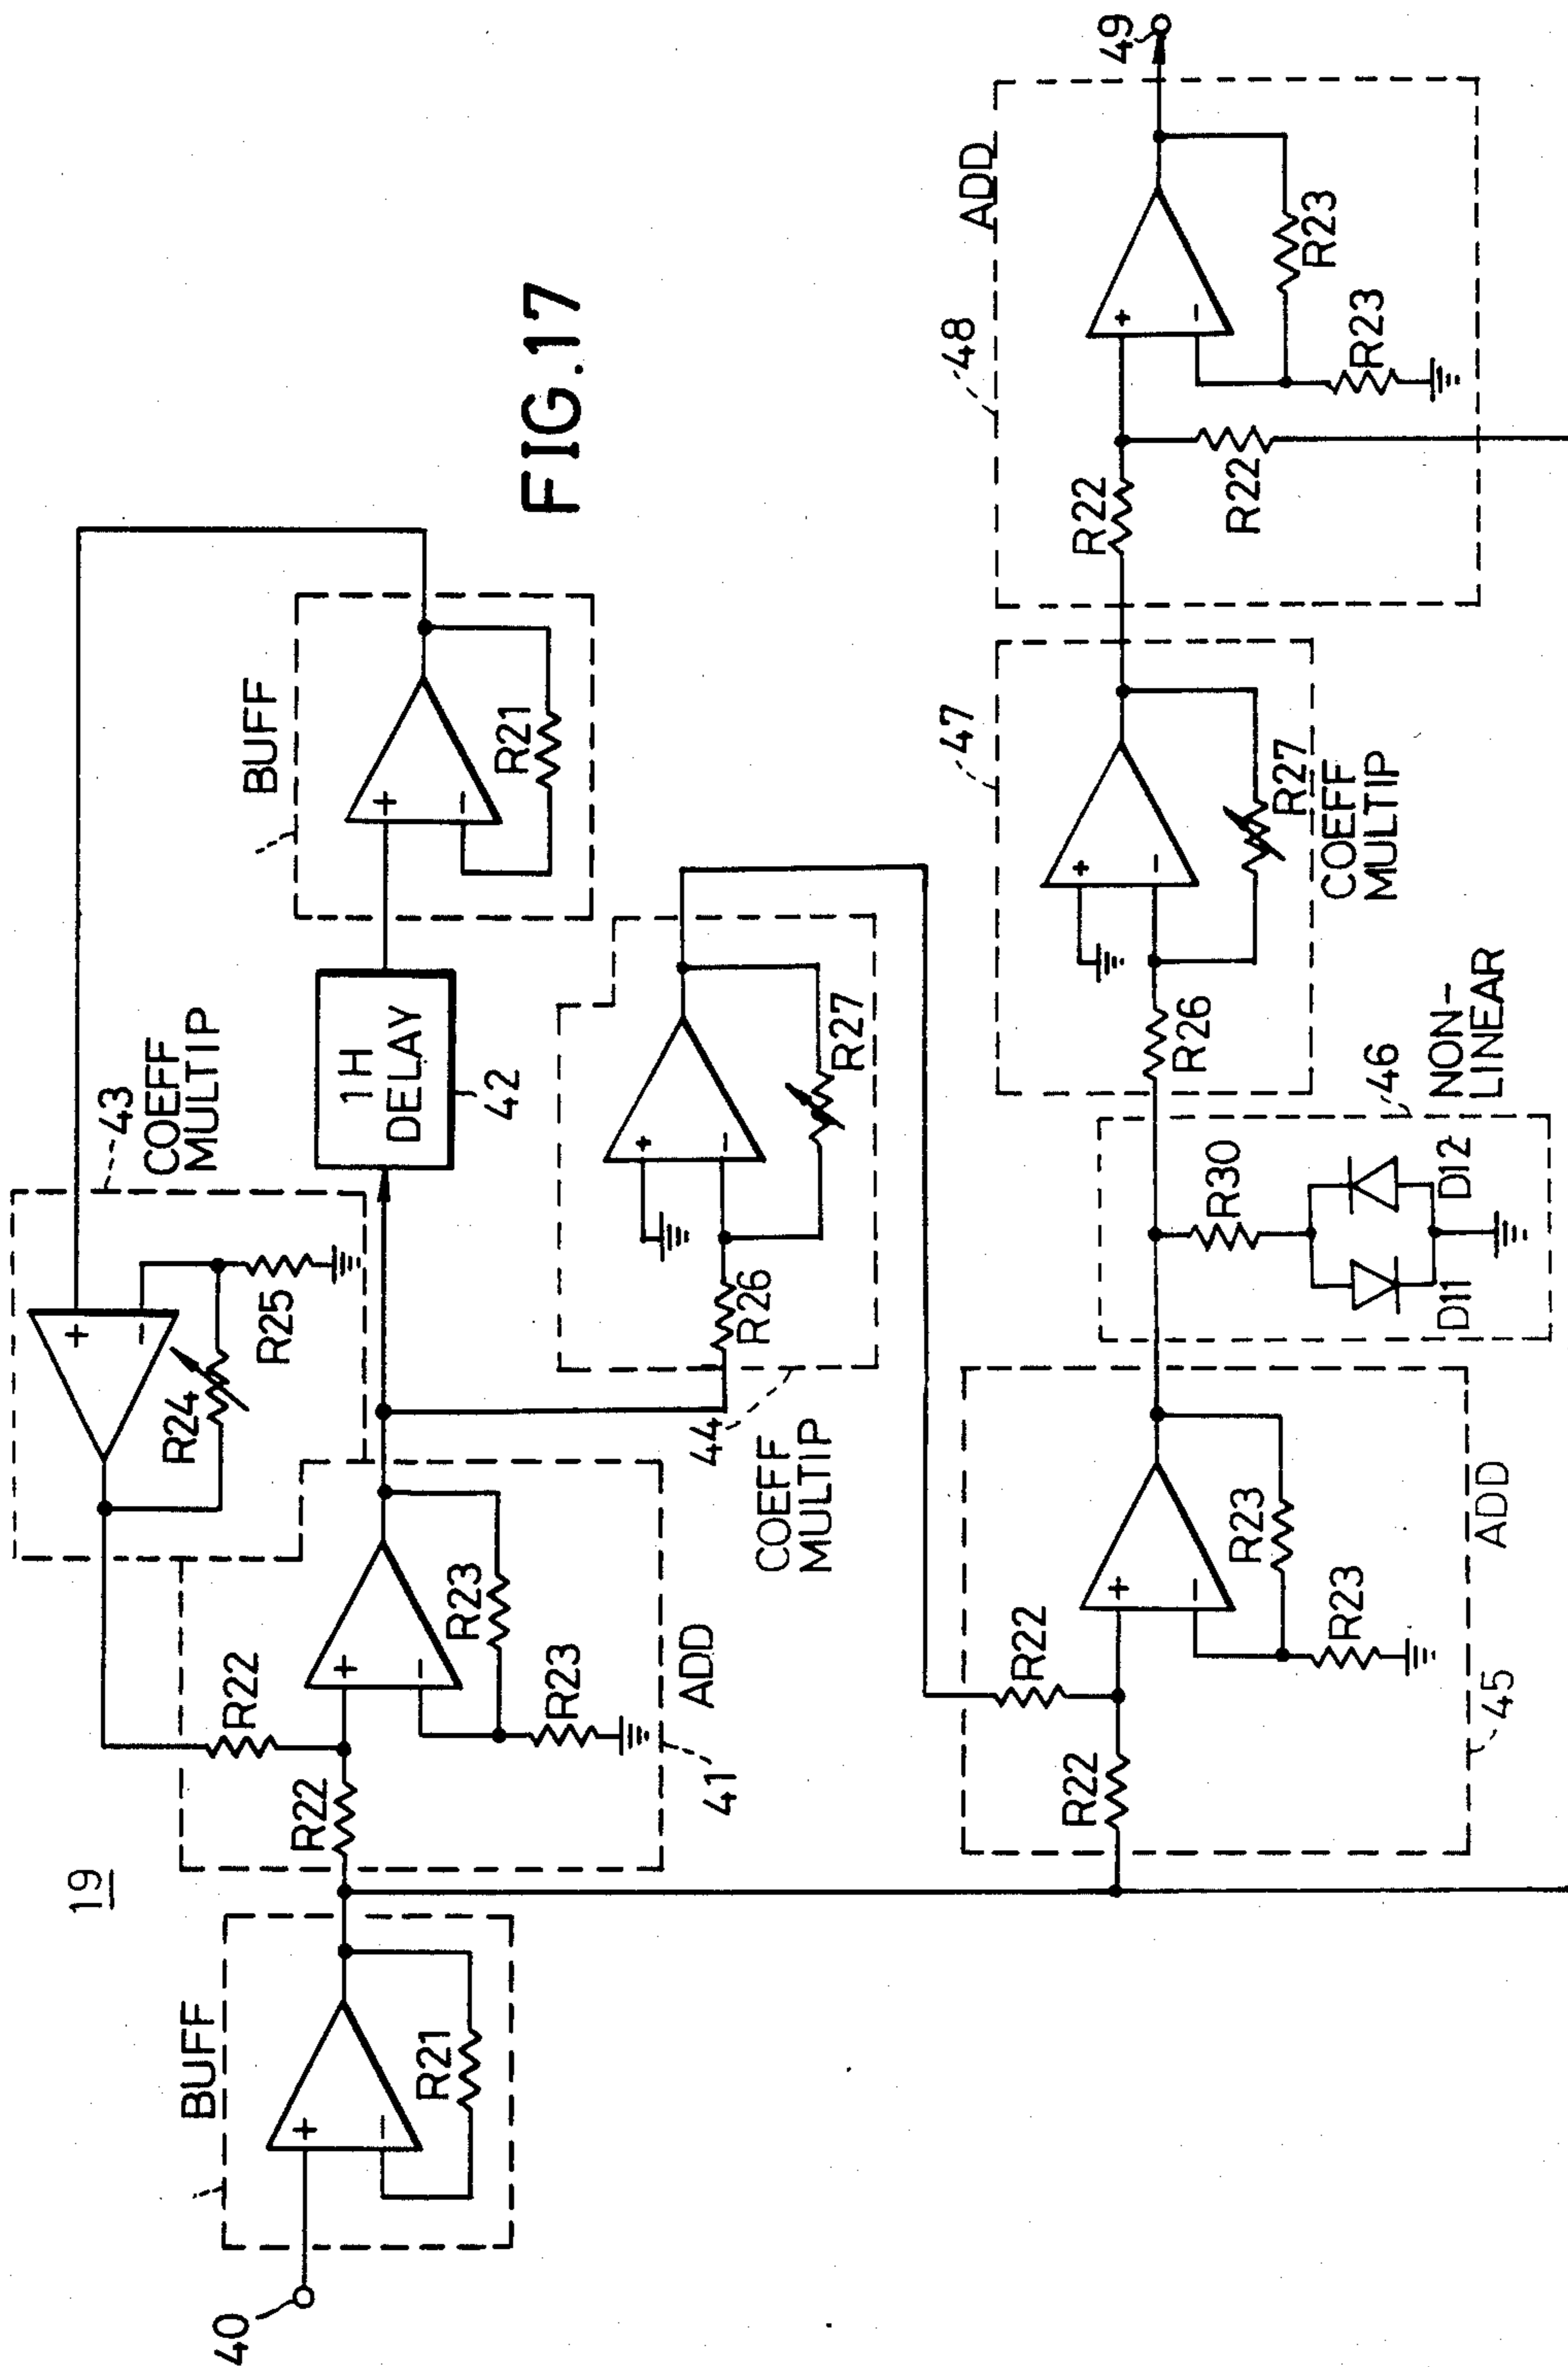 19
FIG.17
40
BUFF
R21
R22
R22
R23
R23
ADD
41
43
COEFF
MULTIP
R24
R25
1H
DELAY
42
BUFF
R21
44
COEFF
MULTIP
R26
R27
R22
R22
R23
R23
ADD
45
46
NON-
LINEAR
R30
D11
D12
47
R26
R27
COEFF
MULTIP
48
ADD
R22
R22
R23
R23
49